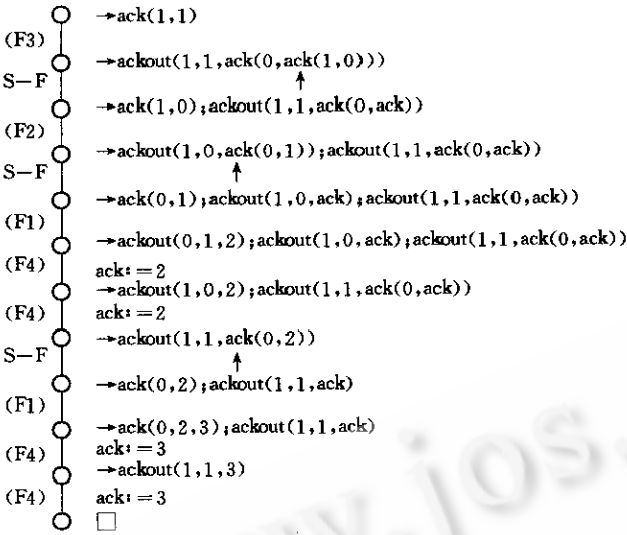 →ack(1,1)
(F3)
→ackout(1,1,ack(0,ack(1,0)))
S—F
→ack(1,0);ackout(1,1,ack(0,ack))
(F2)
→ackout(1,0,ack(0,1));ackout(1,1,ack(0,ack))
S—F
→ack(0,1);ackout(1,0,ack);ackout(1,1,ack(0,ack))
(F1)
→ackout(0,1,2);ackout(1,0,ack);ackout(1,1,ack(0,ack))
(F4) ack:=2
→ackout(1,0,2);ackout(1,1,ack(0,ack))
(F4) ack:=2
→ackout(1,1,ack(0,2))
S—F
→ack(0,2);ackout(1,1,ack)
(F1)
→ack(0,2,3);ackout(1,1,ack)
(F4) ack:=3
→ackout(1,1,3)
(F4) ack:=3
□